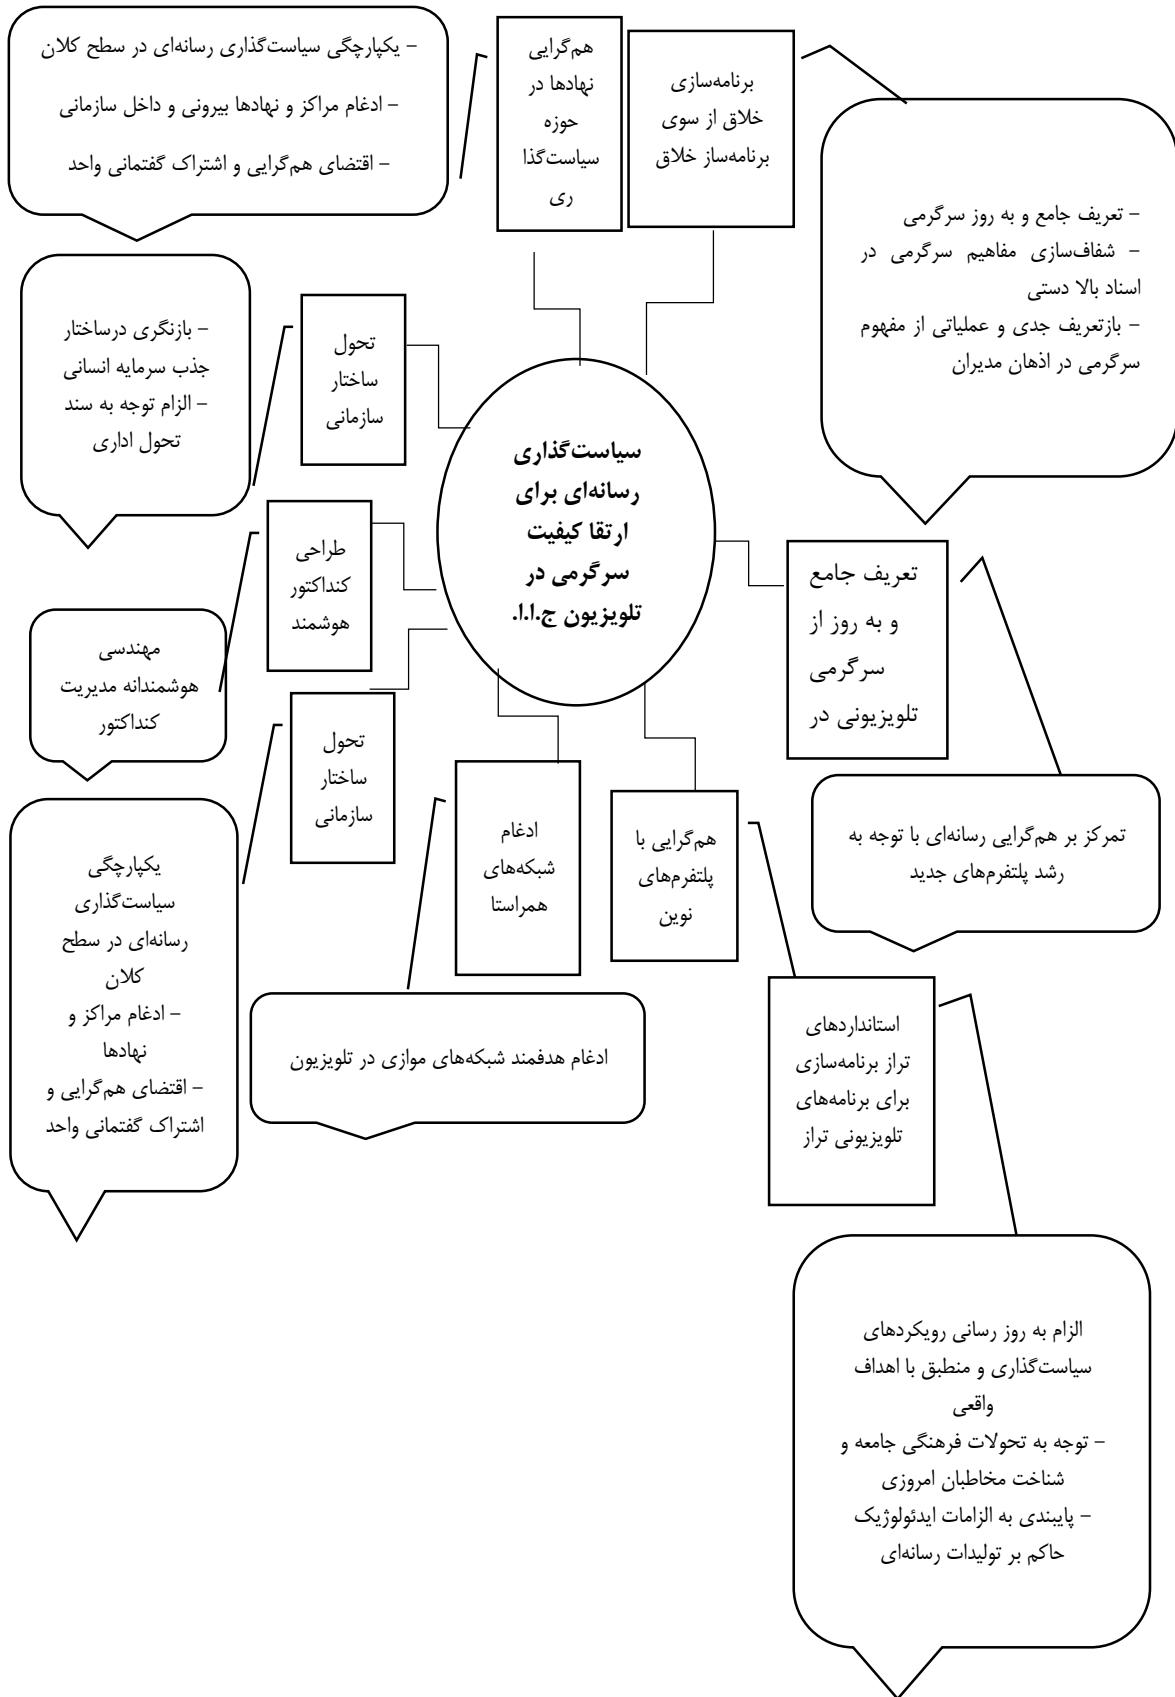 – یکپارچگی سیاست‌گذاری رسانه‌ای در سطح کلان
– ادغام مراکز و نهادها بیرونی و داخل سازمانی
– اقتضای هم‌گرایی و اشتراک گفتمانی واحد
هم‌گرایی
نهادها در
حوزه
سیاست‌گذا
ری
برنامه‌سازی
خلاق از سوی
برنامه‌ساز خلاق
– تعریف جامع و به روز سرگرمی
– شفاف‌سازی مفاهیم سرگرمی در
اسناد بالا دستی
– بازتعریف جدی و عملیاتی از مفهوم
سرگرمی در اذهان مدیران
– بازنگری درساختار
جذب سرمایه انسانی
– الزام توجه به سند
تحول اداری
تحول
ساختار
سازمانی
سیاست‌گذاری
رسانه‌ای برای
ارتقا کیفیت
سرگرمی در
تلویزیون ج.ا.ا.
طراحی
کنداکتور
هوشمند
تعریف جامع
و به روز از
سرگرمی
تلویزیونی در
مهندسی
هوشمندانه مدیریت
کنداکتور
تحول
ساختار
سازمانی
ادغام
شبکه‌های
همراستا
هم‌گرایی با
پلتفرم‌های
نوین
تمرکز بر هم‌گرایی رسانه‌ای با توجه به
رشد پلتفرم‌های جدید
یکپارچگی
سیاست‌گذاری
رسانه‌ای در سطح
کلان
– ادغام مراکز و
نهادها
– اقتضای هم‌گرایی و
اشتراک گفتمانی واحد
ادغام هدفمند شبکه‌های موازی در تلویزیون
استانداردهای
تراز برنامه‌سازی
برای برنامه‌های
تلویزیونی تراز
الزام به روز رسانی رویکردهای
سیاست‌گذاری و منطبق با اهداف
واقعی
– توجه به تحولات فرهنگی جامعه و
شناخت مخاطبان امروزی
– پایبندی به الزامات ایدئولوژیک
حاکم بر تولیدات رسانه‌ای